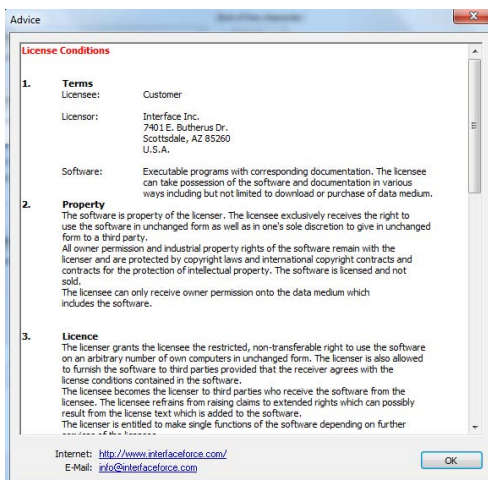 Advice
License Conditions
1. Terms
Licensee: Customer
Licensor: Interface Inc.
7401 E. Butherus Dr.
Scottsdale, AZ 85260
U.S.A.
Software: Executable programs with corresponding documentation. The licensee
can take possession of the software and documentation in various
ways including but not limited to download or purchase of data medium.
2. Property
The software is property of the licenser. The licensee exclusively receives the right to
use the software in unchanged form as well as in one's sole discretion to give in unchanged
form to a third party.
All owner permission and industrial property rights of the software remain with the
licenser and are protected by copyright laws and international copyright contracts and
contracts for the protection of intellectual property. The software is licensed and not
sold.
The licensee can only receive owner permission onto the data medium which
includes the software.
3. Licence
The licenser grants the licensee the restricted, non-transferable right to use the software
on an arbitrary number of own computers in unchanged form. The licenser is also allowed
to furnish the software to third parties provided that the receiver agrees with the
license conditions contained in the software.
The licensee becomes the licenser to third parties who receive the software from the
licensee. The licensee refrains from raising claims to extended rights which can possibly
result from the license text which is added to the software.
The licenser is entitled to make single functions of the software depending on further
Internet: http://www.interfaceforce.com/
E-Mail: info@interfaceforce.com
OK